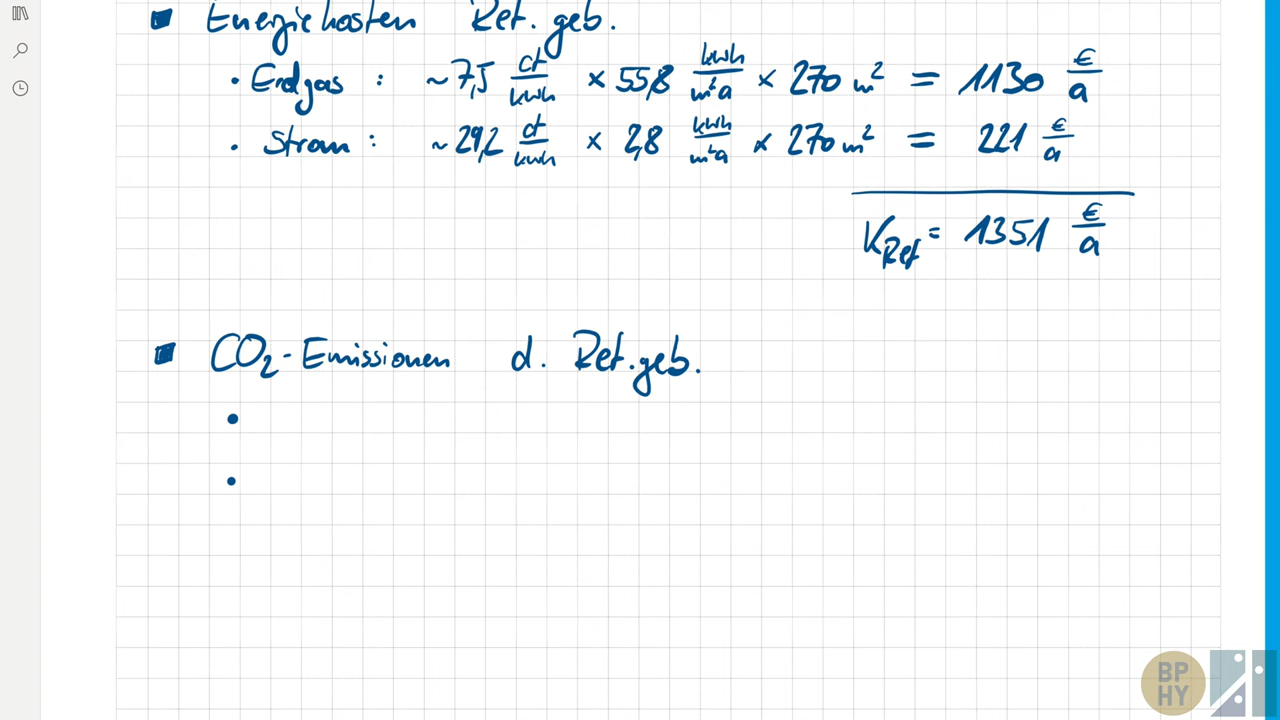 ▪ Energiekosten Ref. geb.
• Erdgas : ~7,5 ct/kWh × 55,8 kWh/m²a × 270 m² = 1130 €/a
• Strom : ~29,2 ct/kWh × 2,8 kWh/m²a × 270 m² = 221 €/a
K_Ref = 1351 €/a
▪ CO₂-Emissionen d. Ref.geb.
•
•
BP
HY